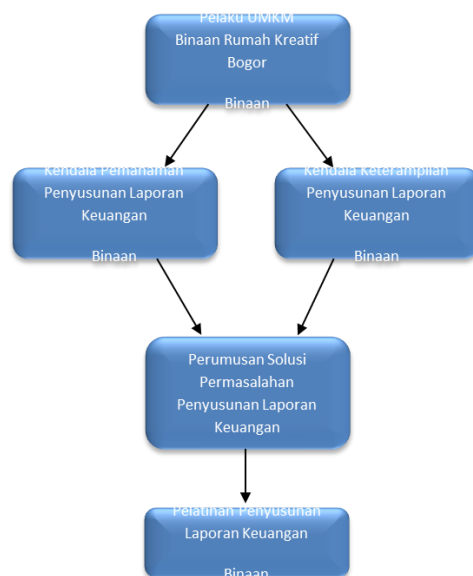 Pelaku UMKM
Binaan Rumah Kreatif
Bogor
Binaan
Kendala Pemahaman
Penyusunan Laporan
Keuangan
Binaan
Kendala Keterampilan
Penyusunan Laporan
Keuangan
Binaan
Perumusan Solusi
Permasalahan
Penyusunan Laporan
Keuangan
Pelatihan Penyusunan
Laporan Keuangan
Binaan